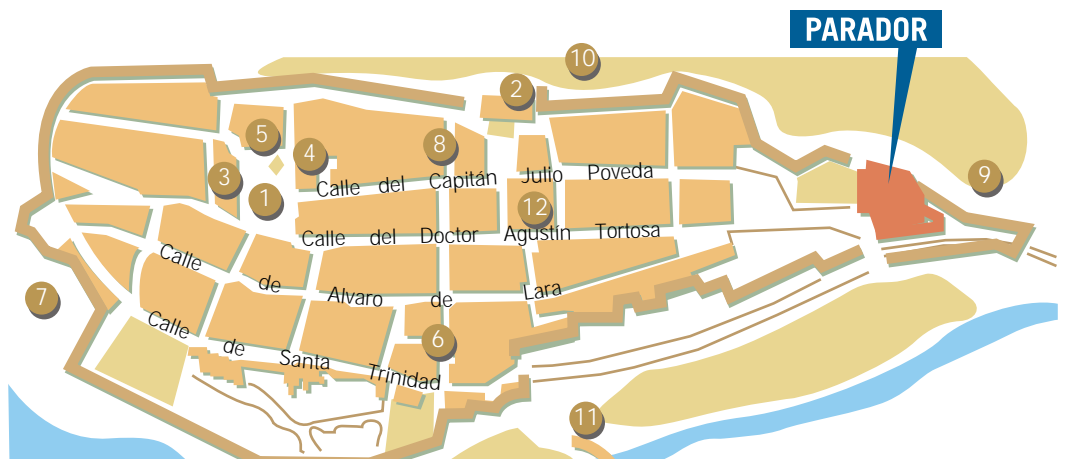 PARADOR
10
2
5
8
4
9
3
Calle del Capitán Julio Poveda
1
12
Calle del Doctor Agustín Tortosa
Calle de Alvaro de Lara
7
Calle de Santa Trinidad
6
11